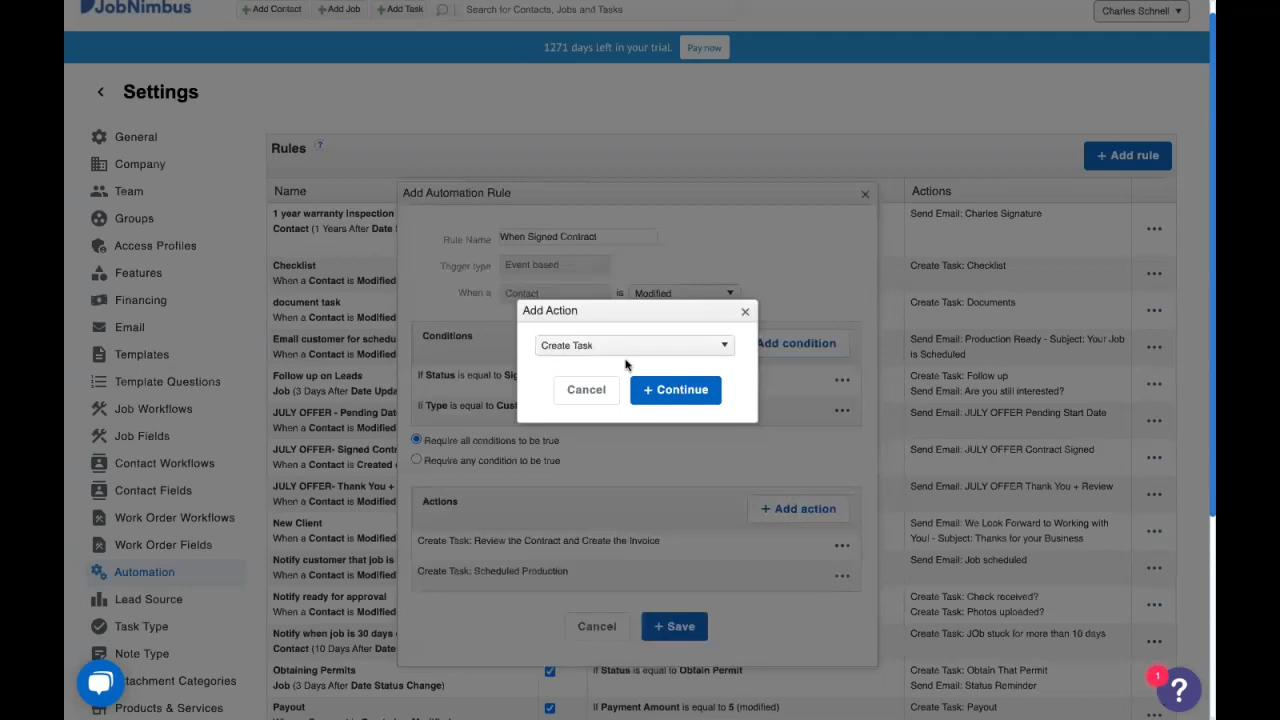 JobNimbus
+ Add Contact
+ Add Job
+ Add Task
Search for Contacts, Jobs and Tasks
Charles Schnell
1271 days left in your trial.
Pay now
Settings
General
Company
Team
Groups
Access Profiles
Features
Financing
Email
Templates
Template Questions
Job Workflows
Job Fields
Contact Workflows
Contact Fields
Work Order Workflows
Work Order Fields
Automation
Lead Source
Task Type
Note Type
ttachment Categories
Products & Services
Rules ?
+ Add rule
Name
Actions
1 year warranty Inspection
Contact (1 Years After Date
Send Email: Charles Signature
Checklist
When a Contact is Modified
Create Task: Checklist
document task
When a Contact is Modified
Create Task: Documents
Email customer for schedu
When a Contact is Modified
Send Email: Production Ready - Subject: Your Job
is Scheduled
Follow up on Leads
Job (3 Days After Date Upda
Create Task: Follow up
Send Email: Are you still interested?
JULY OFFER - Pending Date
When a Contact is Modified
Send Email: JULY OFFER Pending Start Date
JULY OFFER- Signed Contr
When a Contact is Created
Send Email: JULY OFFER Contract Signed
JULY OFFER- Thank You +
When a Contact is Modified
Send Email: JULY OFFER Thank You + Review
New Client
When a Contact is Modified
Send Email: We Look Forward to Working with
You! - Subject: Thanks for your Business
Notify customer that job is
When a Contact is Modified
Send Email: Job scheduled
Notify ready for approval
When a Contact is Modified
Create Task: Check received?
Create Task: Photos uploaded?
Notify when job is 30 days
Contact (10 Days After Date
Create Task: JOb stuck for more than 10 days
Obtaining Permits
Job (3 Days After Date Status Change)
If Status is equal to Obtain Permit
Create Task: Obtain That Permit
Send Email: Status Reminder
Payout
If Payment Amount is equal to 5 (modified)
Create Task: Payout
Add Automation Rule
Rule Name
When Signed Contract
Trigger type
Event based
When a
Contact
is
Modified
Conditions
Add condition
If Status is equal to Sig
If Type is equal to Cust
Require all conditions to be true
Require any condition to be true
Actions
+ Add action
Create Task: Review the Contract and Create the Invoice
Create Task: Scheduled Production
Cancel
+ Save
Add Action
Create Task
Cancel
+ Continue
1
?